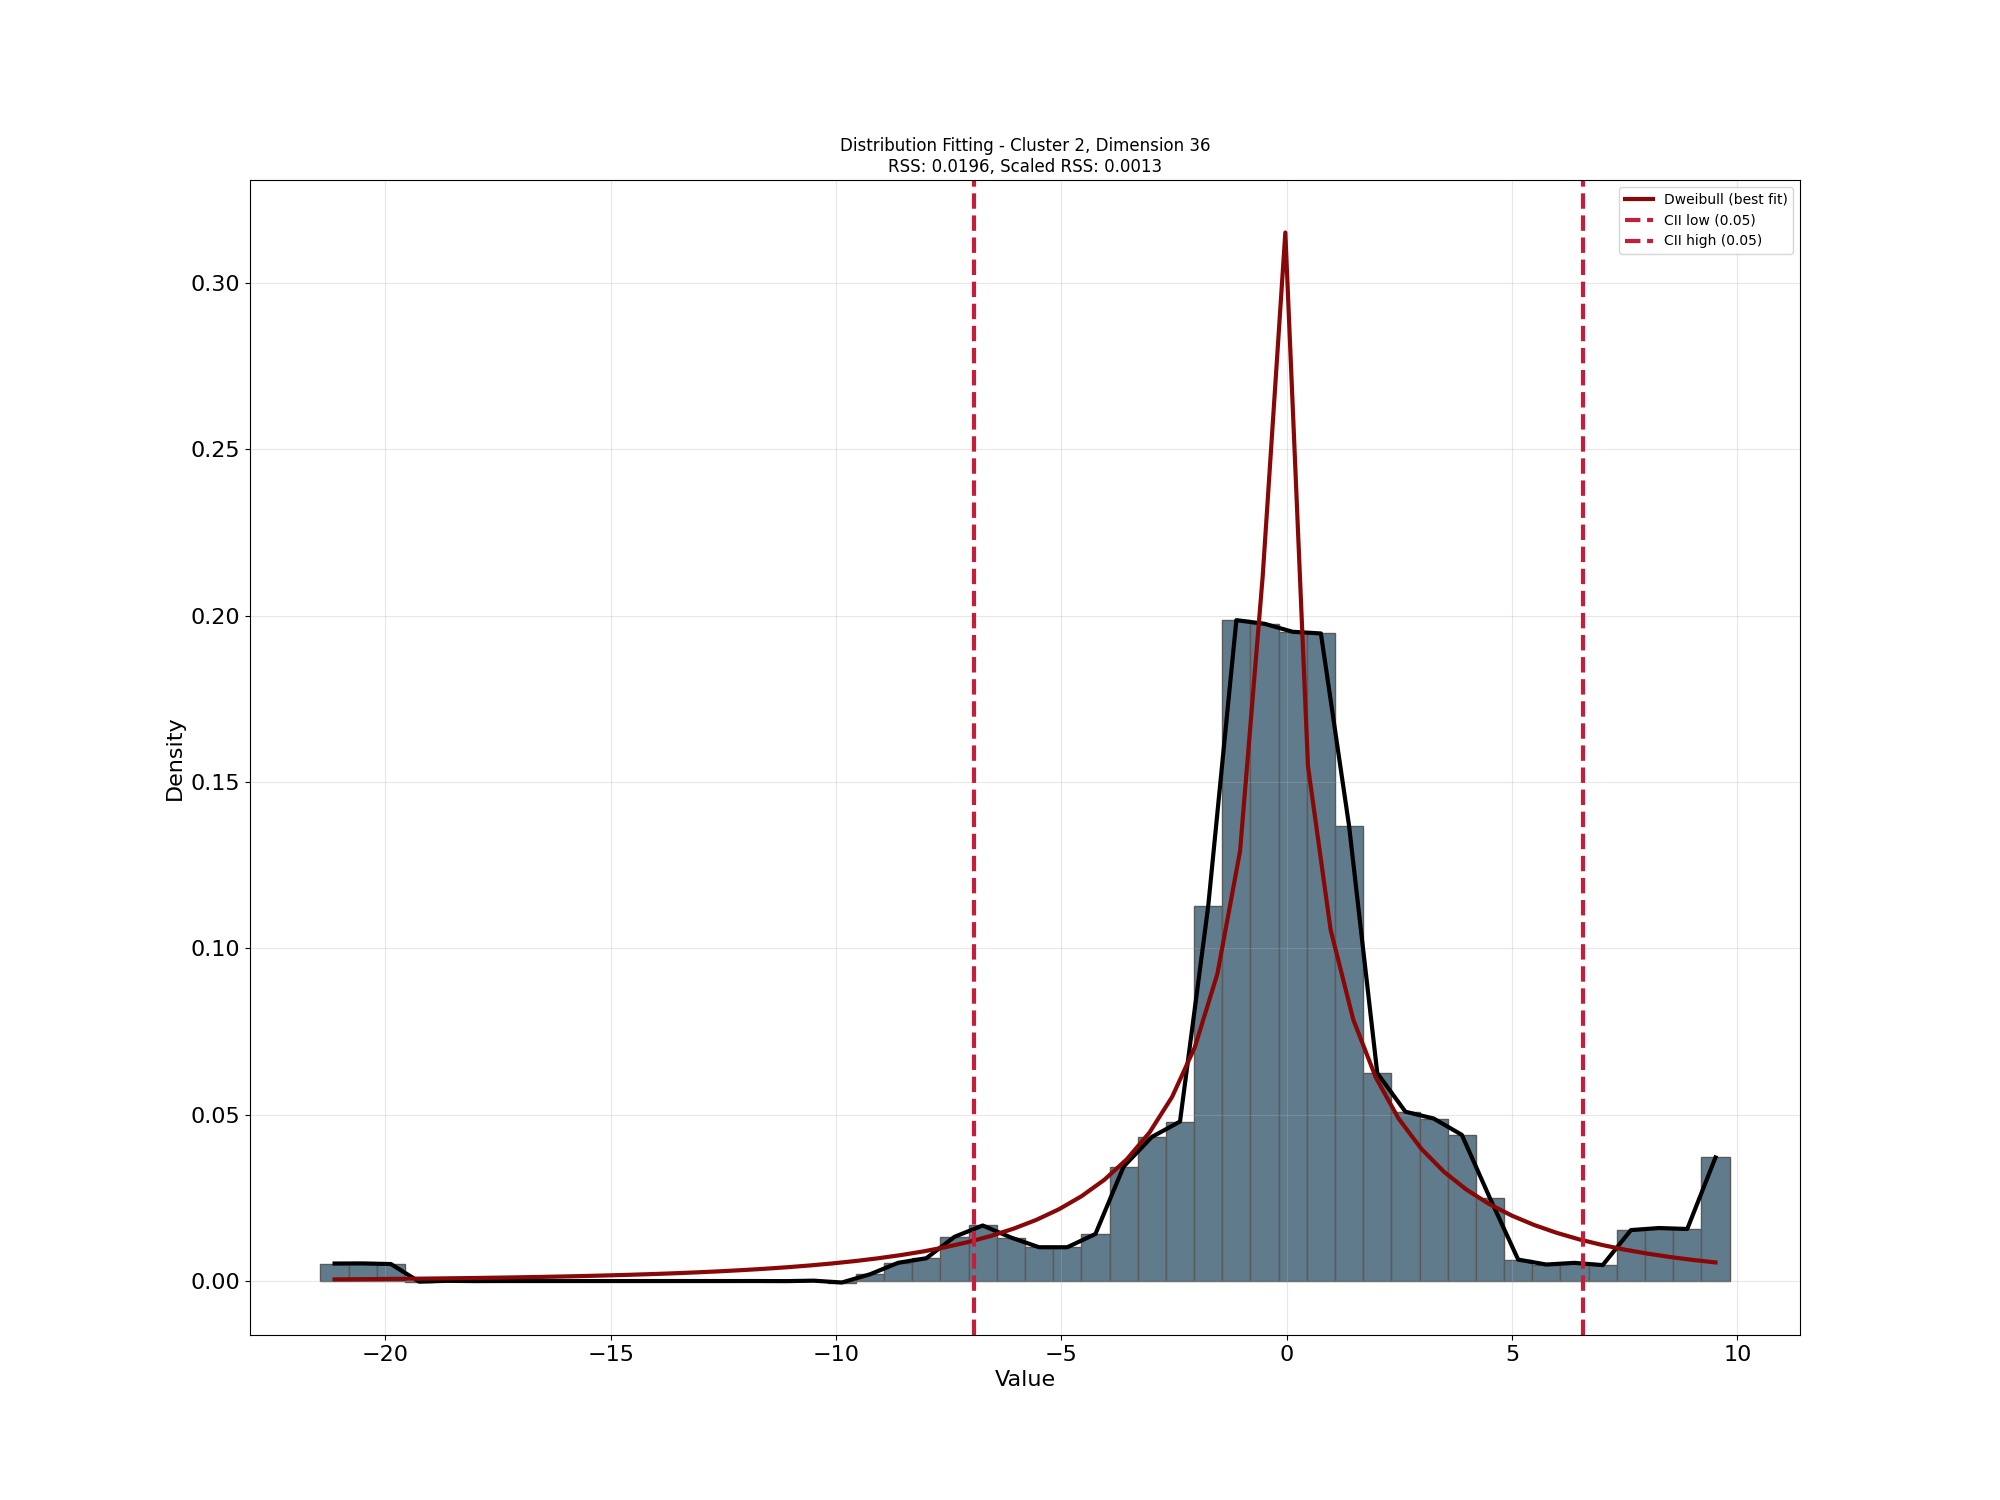 Distribution Fitting - Cluster 2, Dimension 36
RSS: 0.0196, Scaled RSS: 0.0013
Dweibull (best fit)
CII low (0.05)
CII high (0.05)
0.30
0.25
0.20
0.15
0.10
0.05
0.00
Density
−20
−15
−10
−5
0
5
10
Value